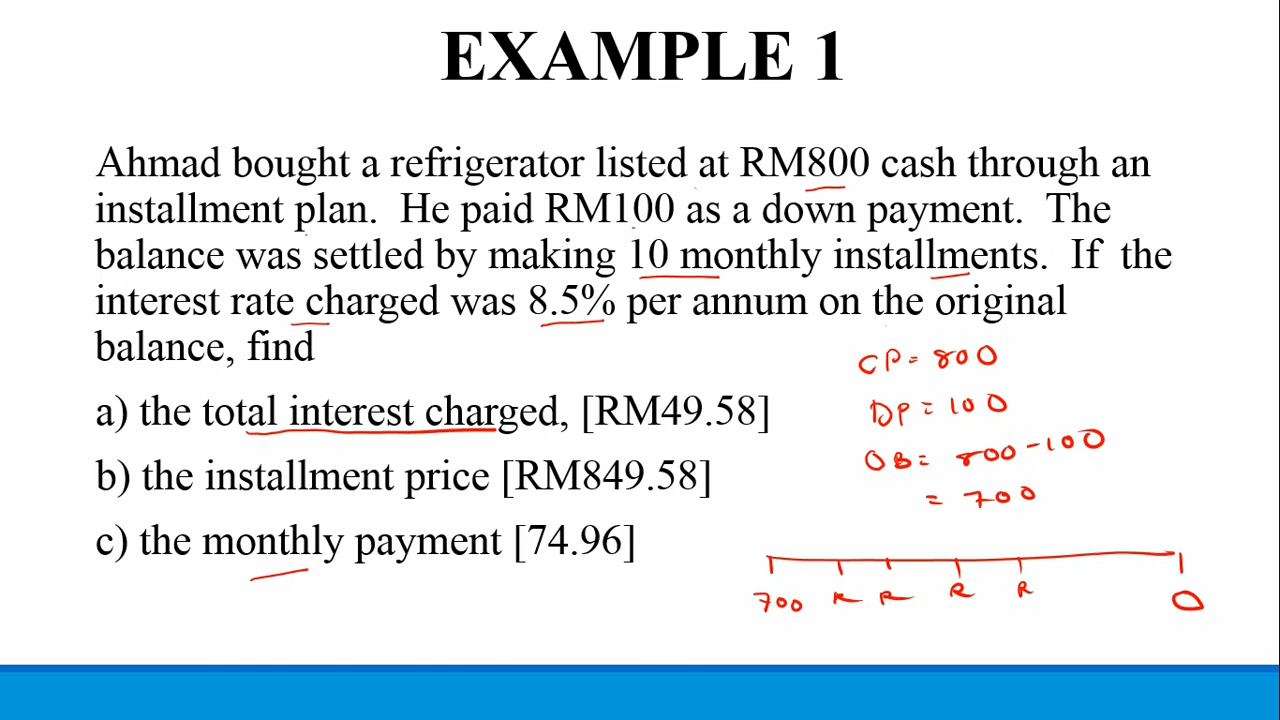 EXAMPLE 1
Ahmad bought a refrigerator listed at RM800 cash through an
installment plan. He paid RM100 as a down payment. The
balance was settled by making 10 monthly installments. If the
interest rate charged was 8.5% per annum on the original
balance, find
CP = 800
a) the total interest charged, [RM49.58]
DP = 100
OB = 800 - 100
b) the installment price [RM849.58]
= 700
c) the monthly payment [74.96]
700 R R R R 0